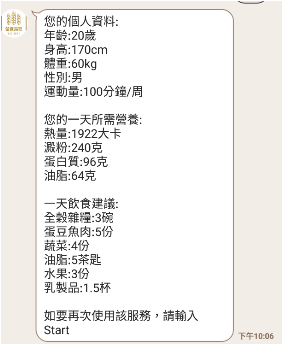 您的個人資料:
年齡:20歲
身高:170cm
體重:60kg
性別:男
運動量:100分鐘/周
您的一天所需營養:
熱量:1922大卡
澱粉:240克
蛋白質:96克
油脂:64克
一天飲食建議:
全穀雜糧:3碗
蛋豆魚肉:5份
蔬菜:4份
油脂:5茶匙
水果:3份
乳製品:1.5杯
如要再次使用該服務，請輸入
Start
下午10:06